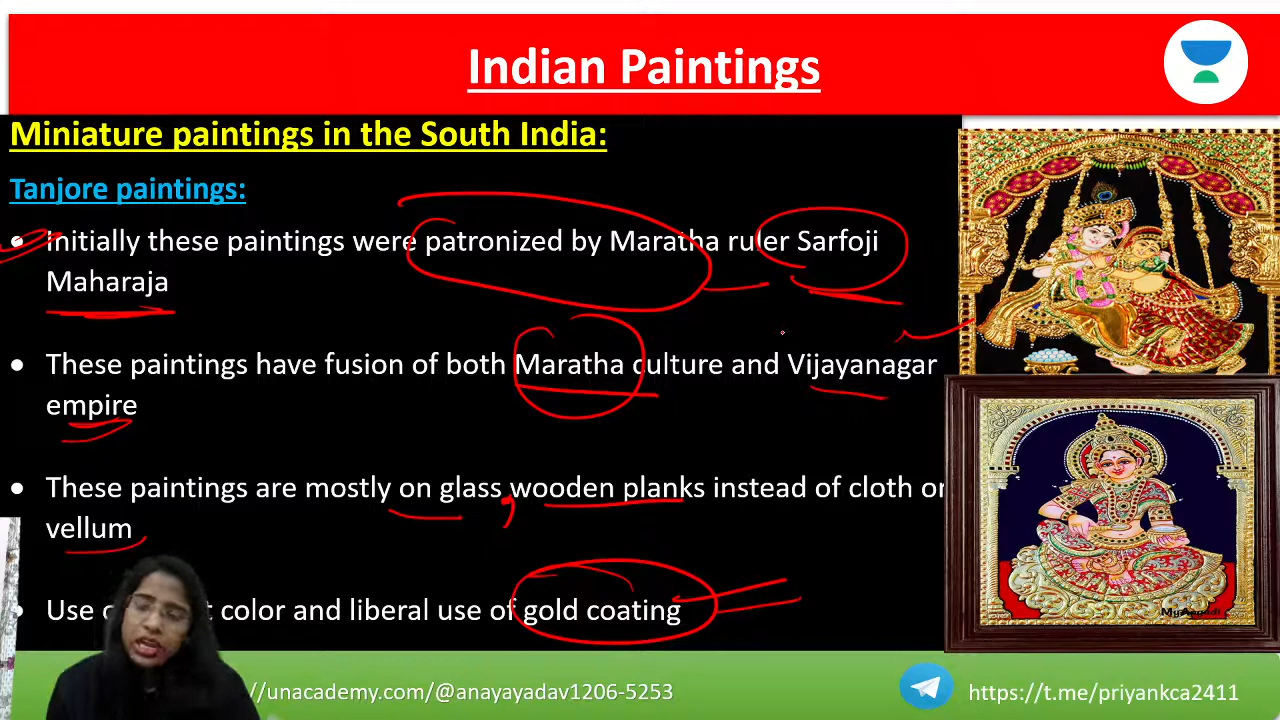 Indian Paintings
Miniature paintings in the South India:
Tanjore paintings:
• Initially these paintings were patronized by Maratha ruler Sarfoji
Maharaja
• These paintings have fusion of both Maratha culture and Vijayanagar
empire
• These paintings are mostly on glass , wooden planks instead of cloth or
vellum
Use color and liberal use of gold coating
//unacademy.com/@anayayadav1206-5253
https://t.me/priyankca2411